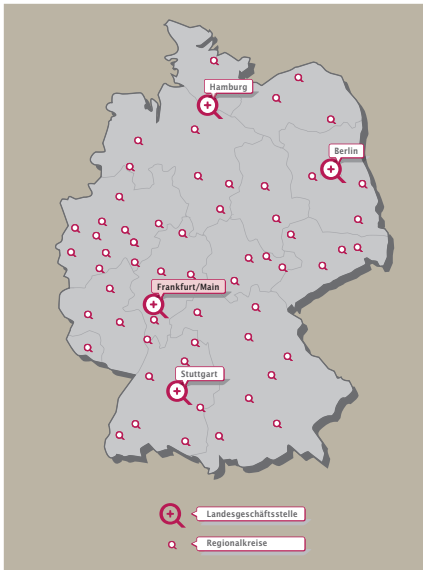 Hamburg
Berlin
Frankfurt/Main
Stuttgart
Landesgeschäftsstelle
Regionalkreise